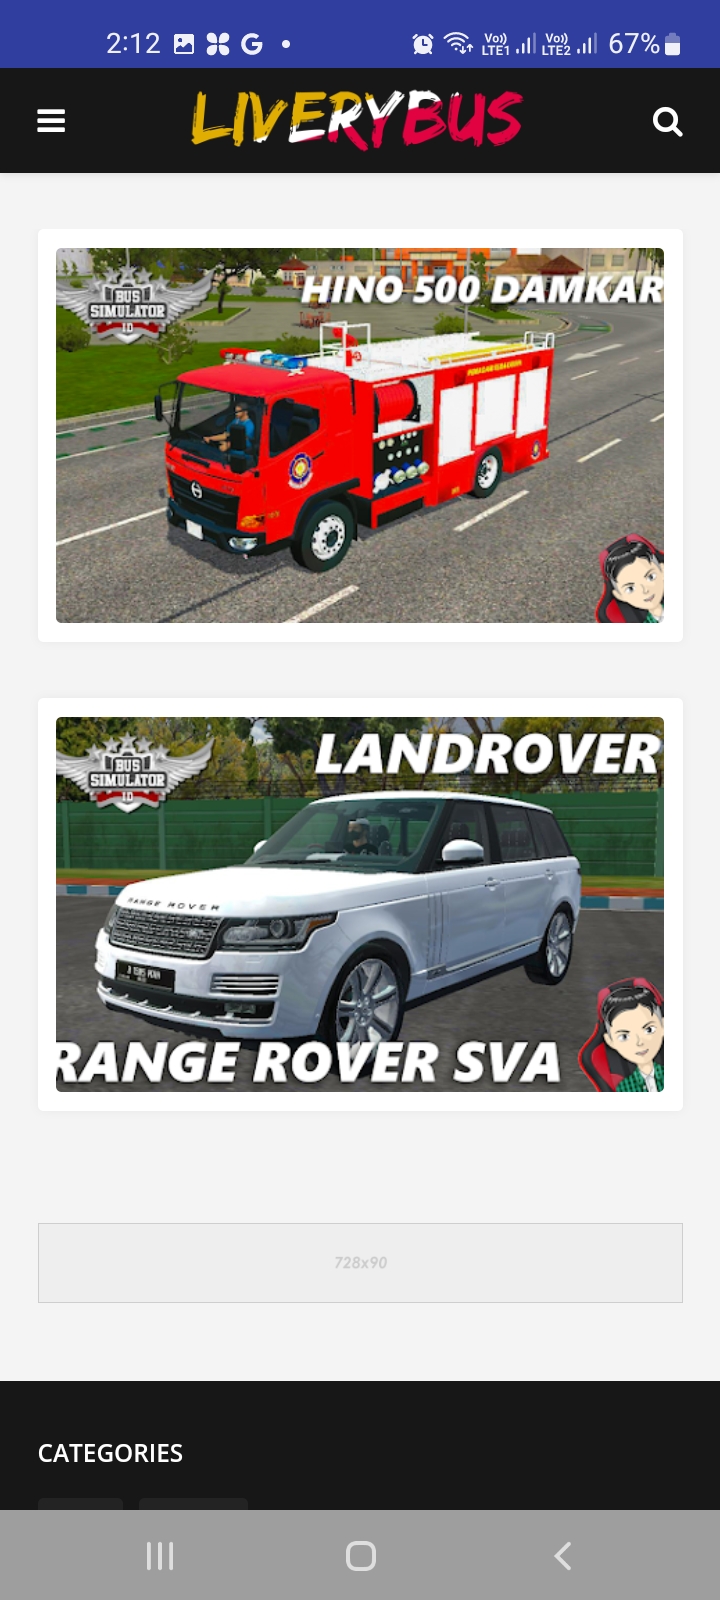 2:12
Vo)) LTE1 Vo)) LTE2 67%
LIVERYBUS
BUS
SIMULATOR
ID
HINO 500 DAMKAR
BUS
SIMULATOR
ID
LANDROVER
RANGE ROVER
RANGE ROVER SVA
728x90
CATEGORIES